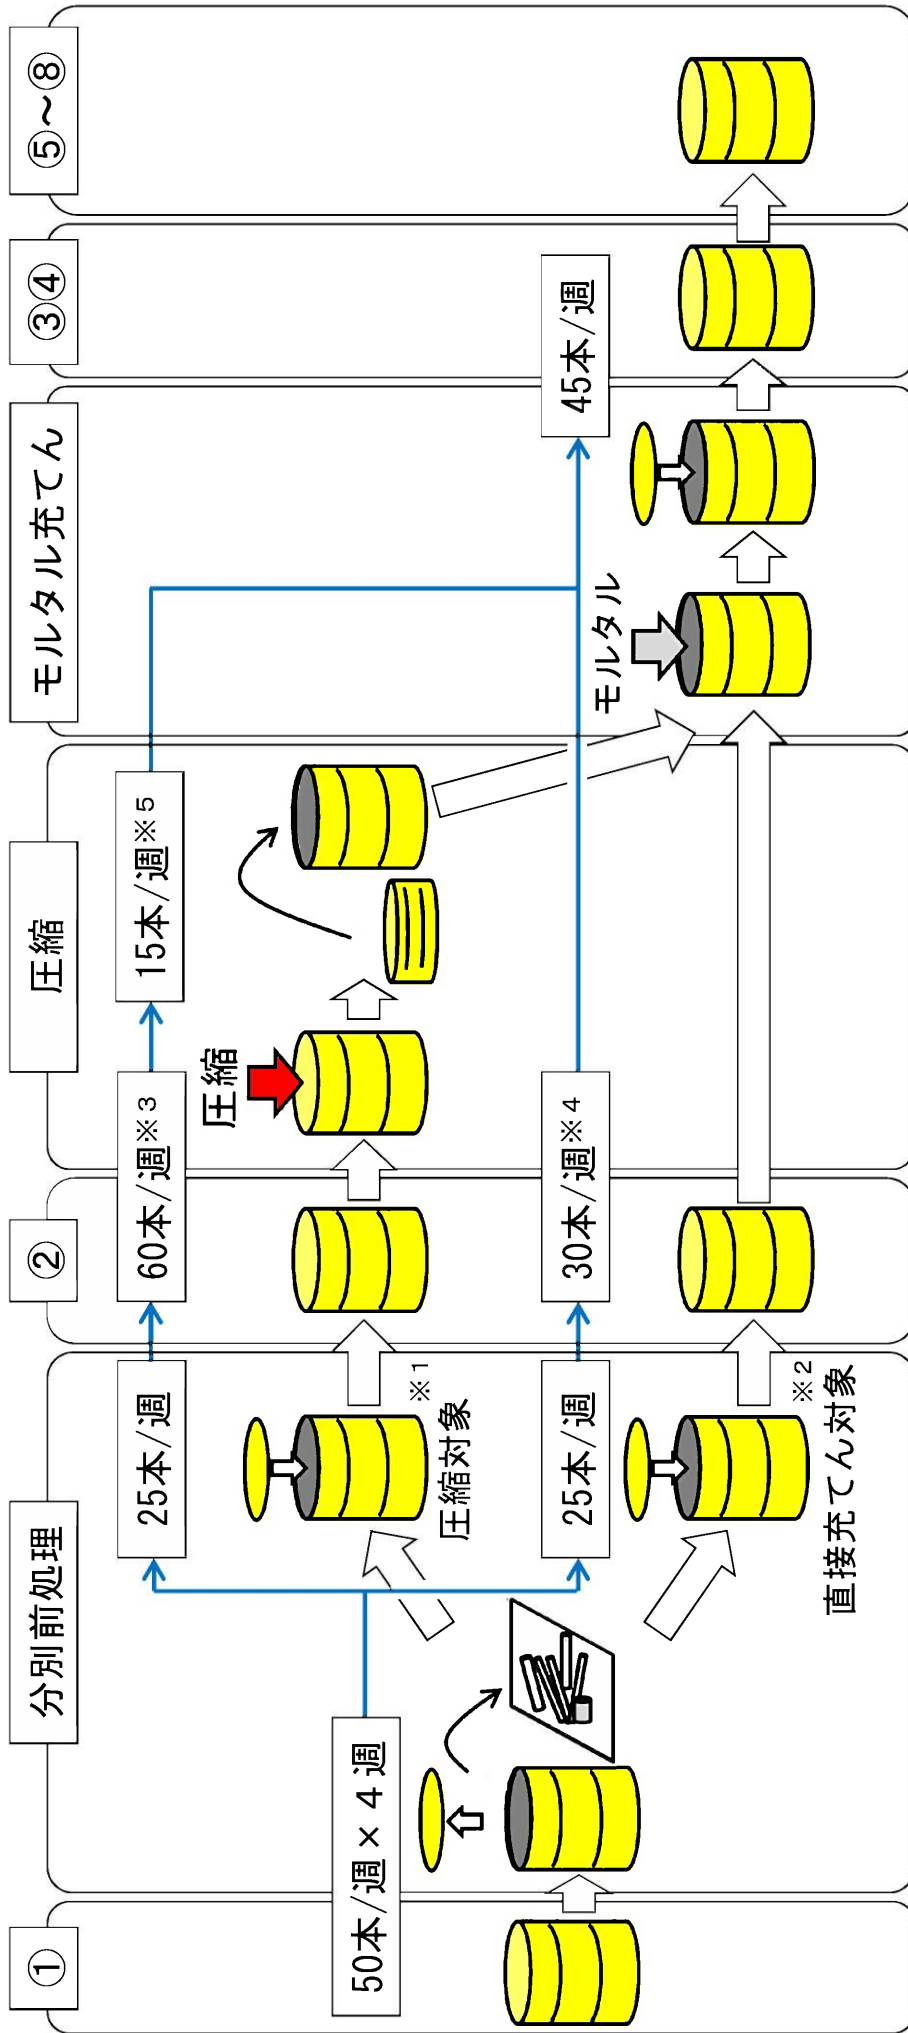 ①
分別前処理
②
圧縮
モルタル充てん
③④
⑤～⑧
50本/週×4週
25本/週
60本/週※3
15本/週※5
圧縮
圧縮対象
※1
25本/週
30本/週※4
45本/週
モルタル
直接充てん対象
※2